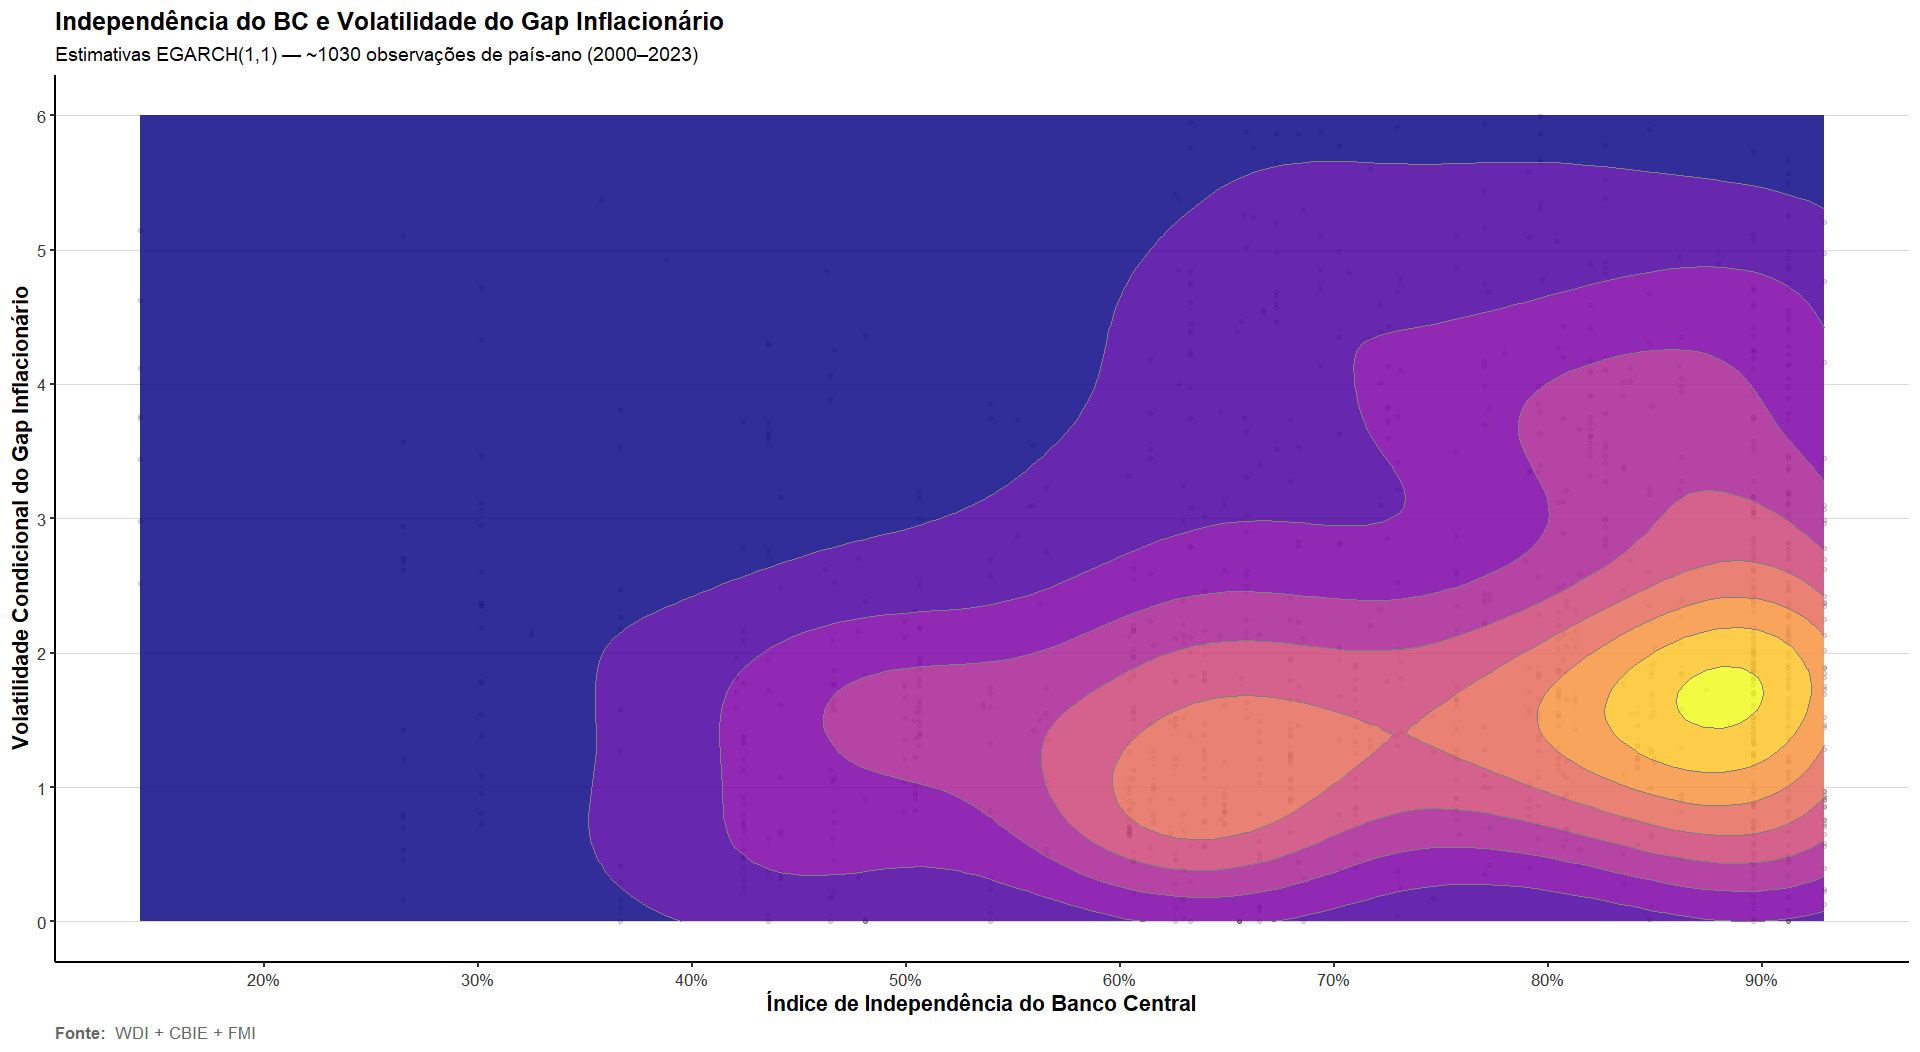 Independência do BC e Volatilidade do Gap Inflacionário
Estimativas EGARCH(1,1) — ~1030 observações de país-ano (2000–2023)
Volatilidade Condicional do Gap Inflacionário
6
5
4
3
2
1
0
20% 30% 40% 50% 60% 70% 80% 90%
Índice de Independência do Banco Central
Fonte: WDI + CBIE + FMI